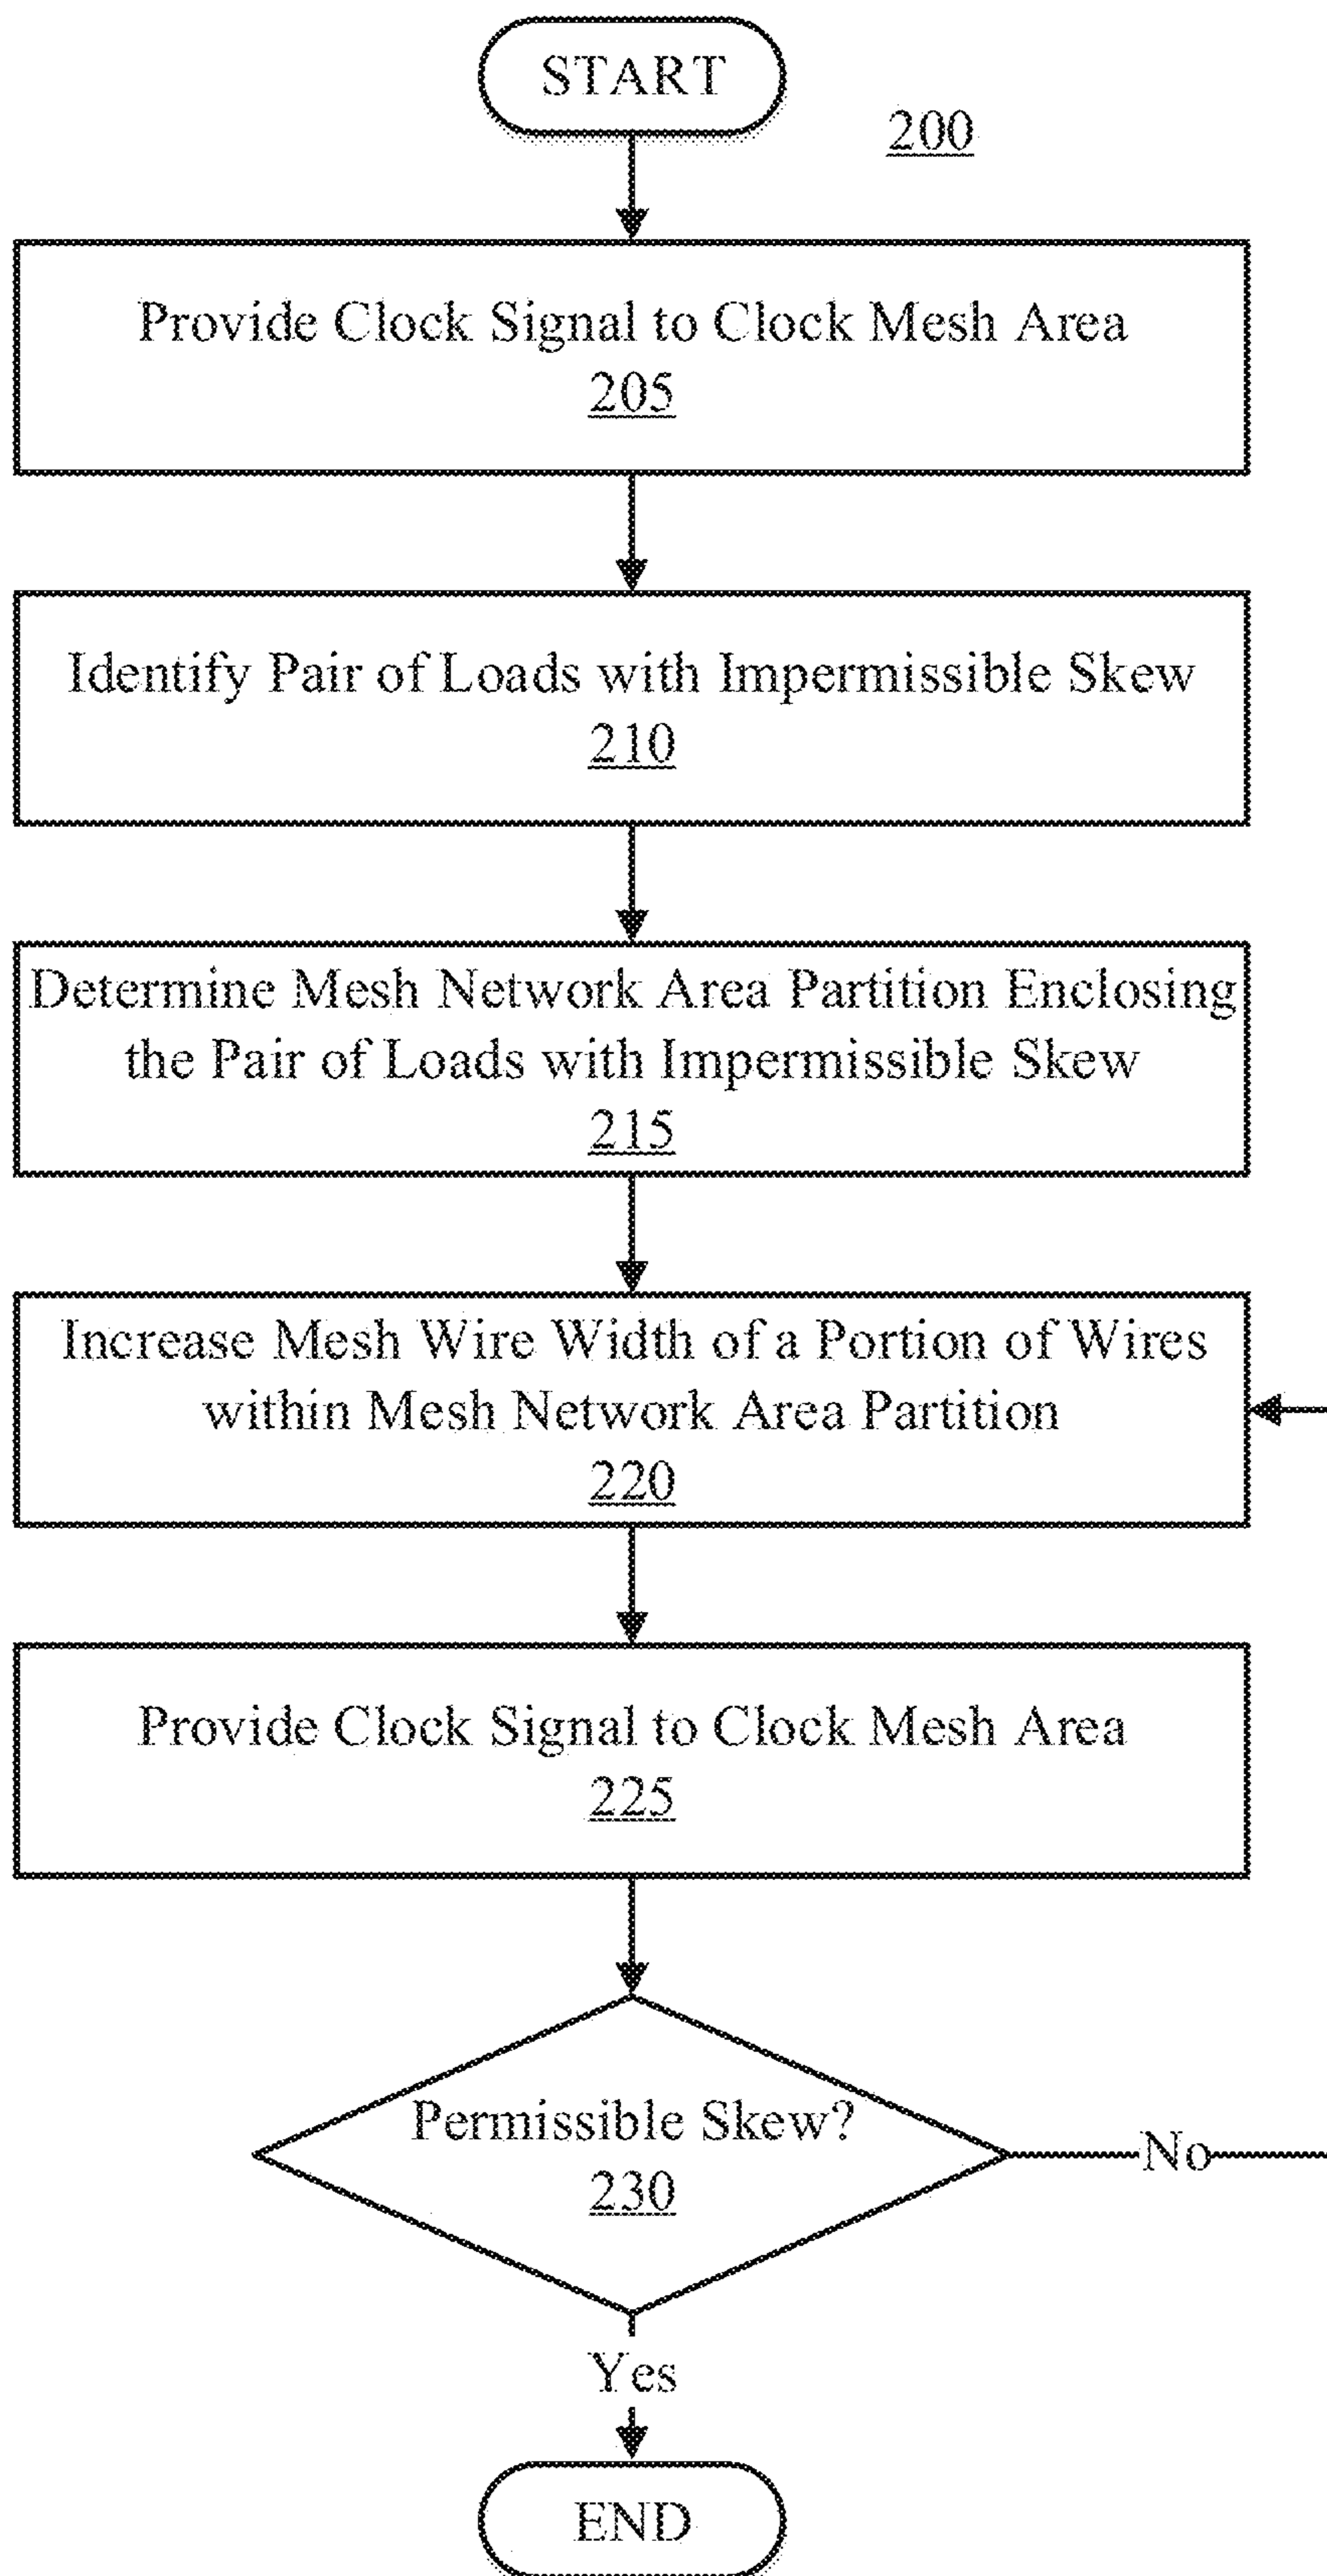 START
200
Provide Clock Signal to Clock Mesh Area
205
Identify Pair of Loads with Impermissible Skew
210
Determine Mesh Network Area Partition Enclosing
the Pair of Loads with Impermissible Skew
215
Increase Mesh Wire Width of a Portion of Wires
within Mesh Network Area Partition
220
Provide Clock Signal to Clock Mesh Area
225
Permissible Skew?
230
No
Yes
END